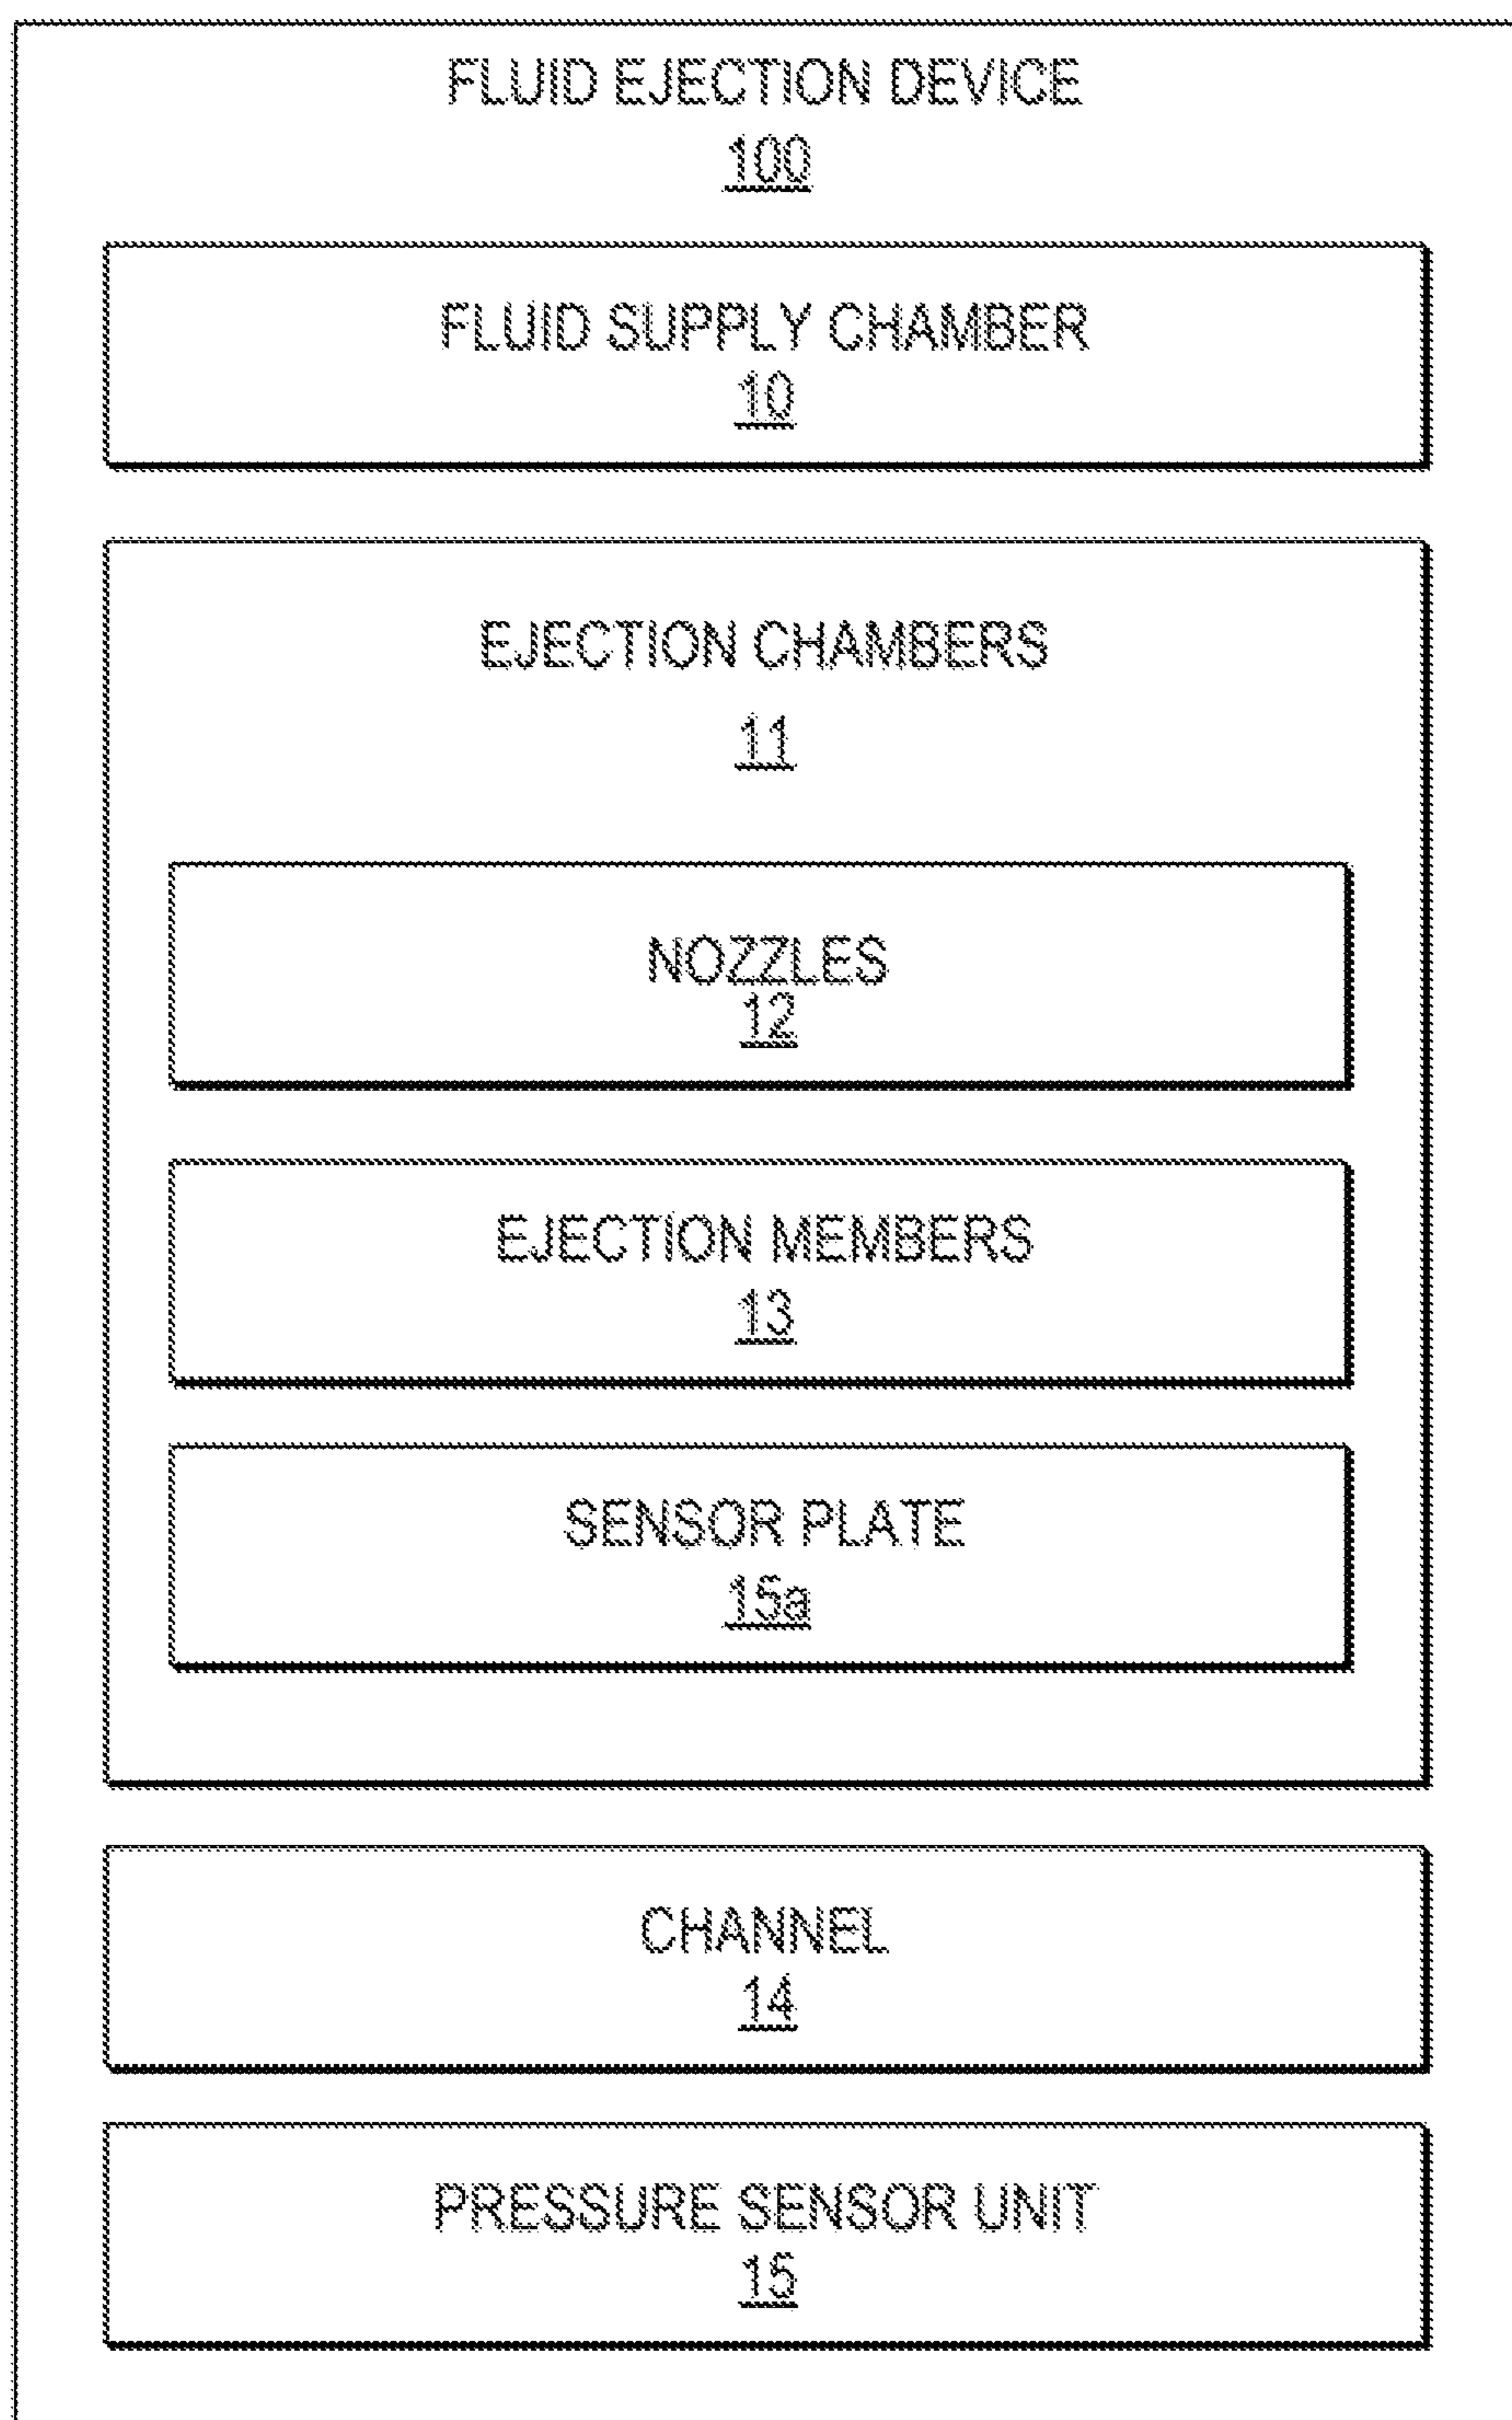 FLUID EJECTION DEVICE
100
FLUID SUPPLY CHAMBER
10
EJECTION CHAMBERS
11
NOZZLES
12
EJECTION MEMBERS
13
SENSOR PLATE
15a
CHANNEL
14
PRESSURE SENSOR UNIT
15